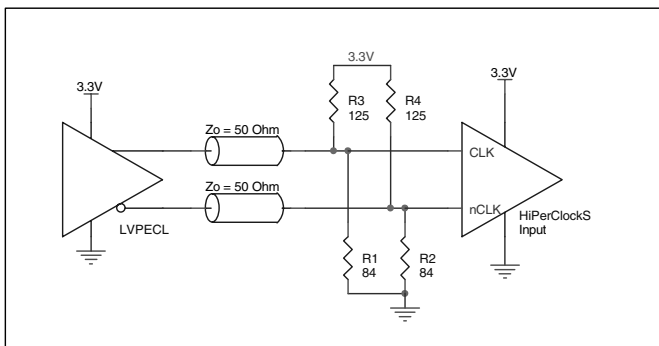 3.3V
3.3V
3.3V
R3
125
R4
125
Zo = 50 Ohm
CLK
Zo = 50 Ohm
nCLK
LVPECL
HiPerClockS
Input
R1
84
R2
84